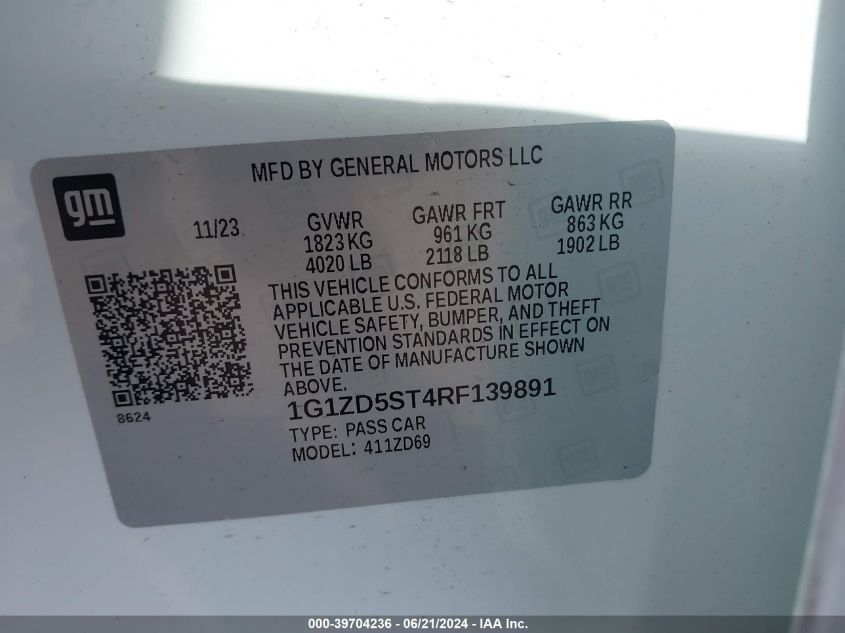 MFD BY GENERAL MOTORS LLC
gm
11/23
GVWR
1823 KG
4020 LB
GAWR FRT
961 KG
2118 LB
GAWR RR
863 KG
1902 LB
THIS VEHICLE CONFORMS TO ALL
APPLICABLE U.S. FEDERAL MOTOR
VEHICLE SAFETY, BUMPER, AND THEFT
PREVENTION STANDARDS IN EFFECT ON
THE DATE OF MANUFACTURE SHOWN
ABOVE.
8624
1G1ZD5ST4RF139891
TYPE: PASS CAR
MODEL: 411ZD69
000-39704236 - 06/21/2024 - IAA Inc.